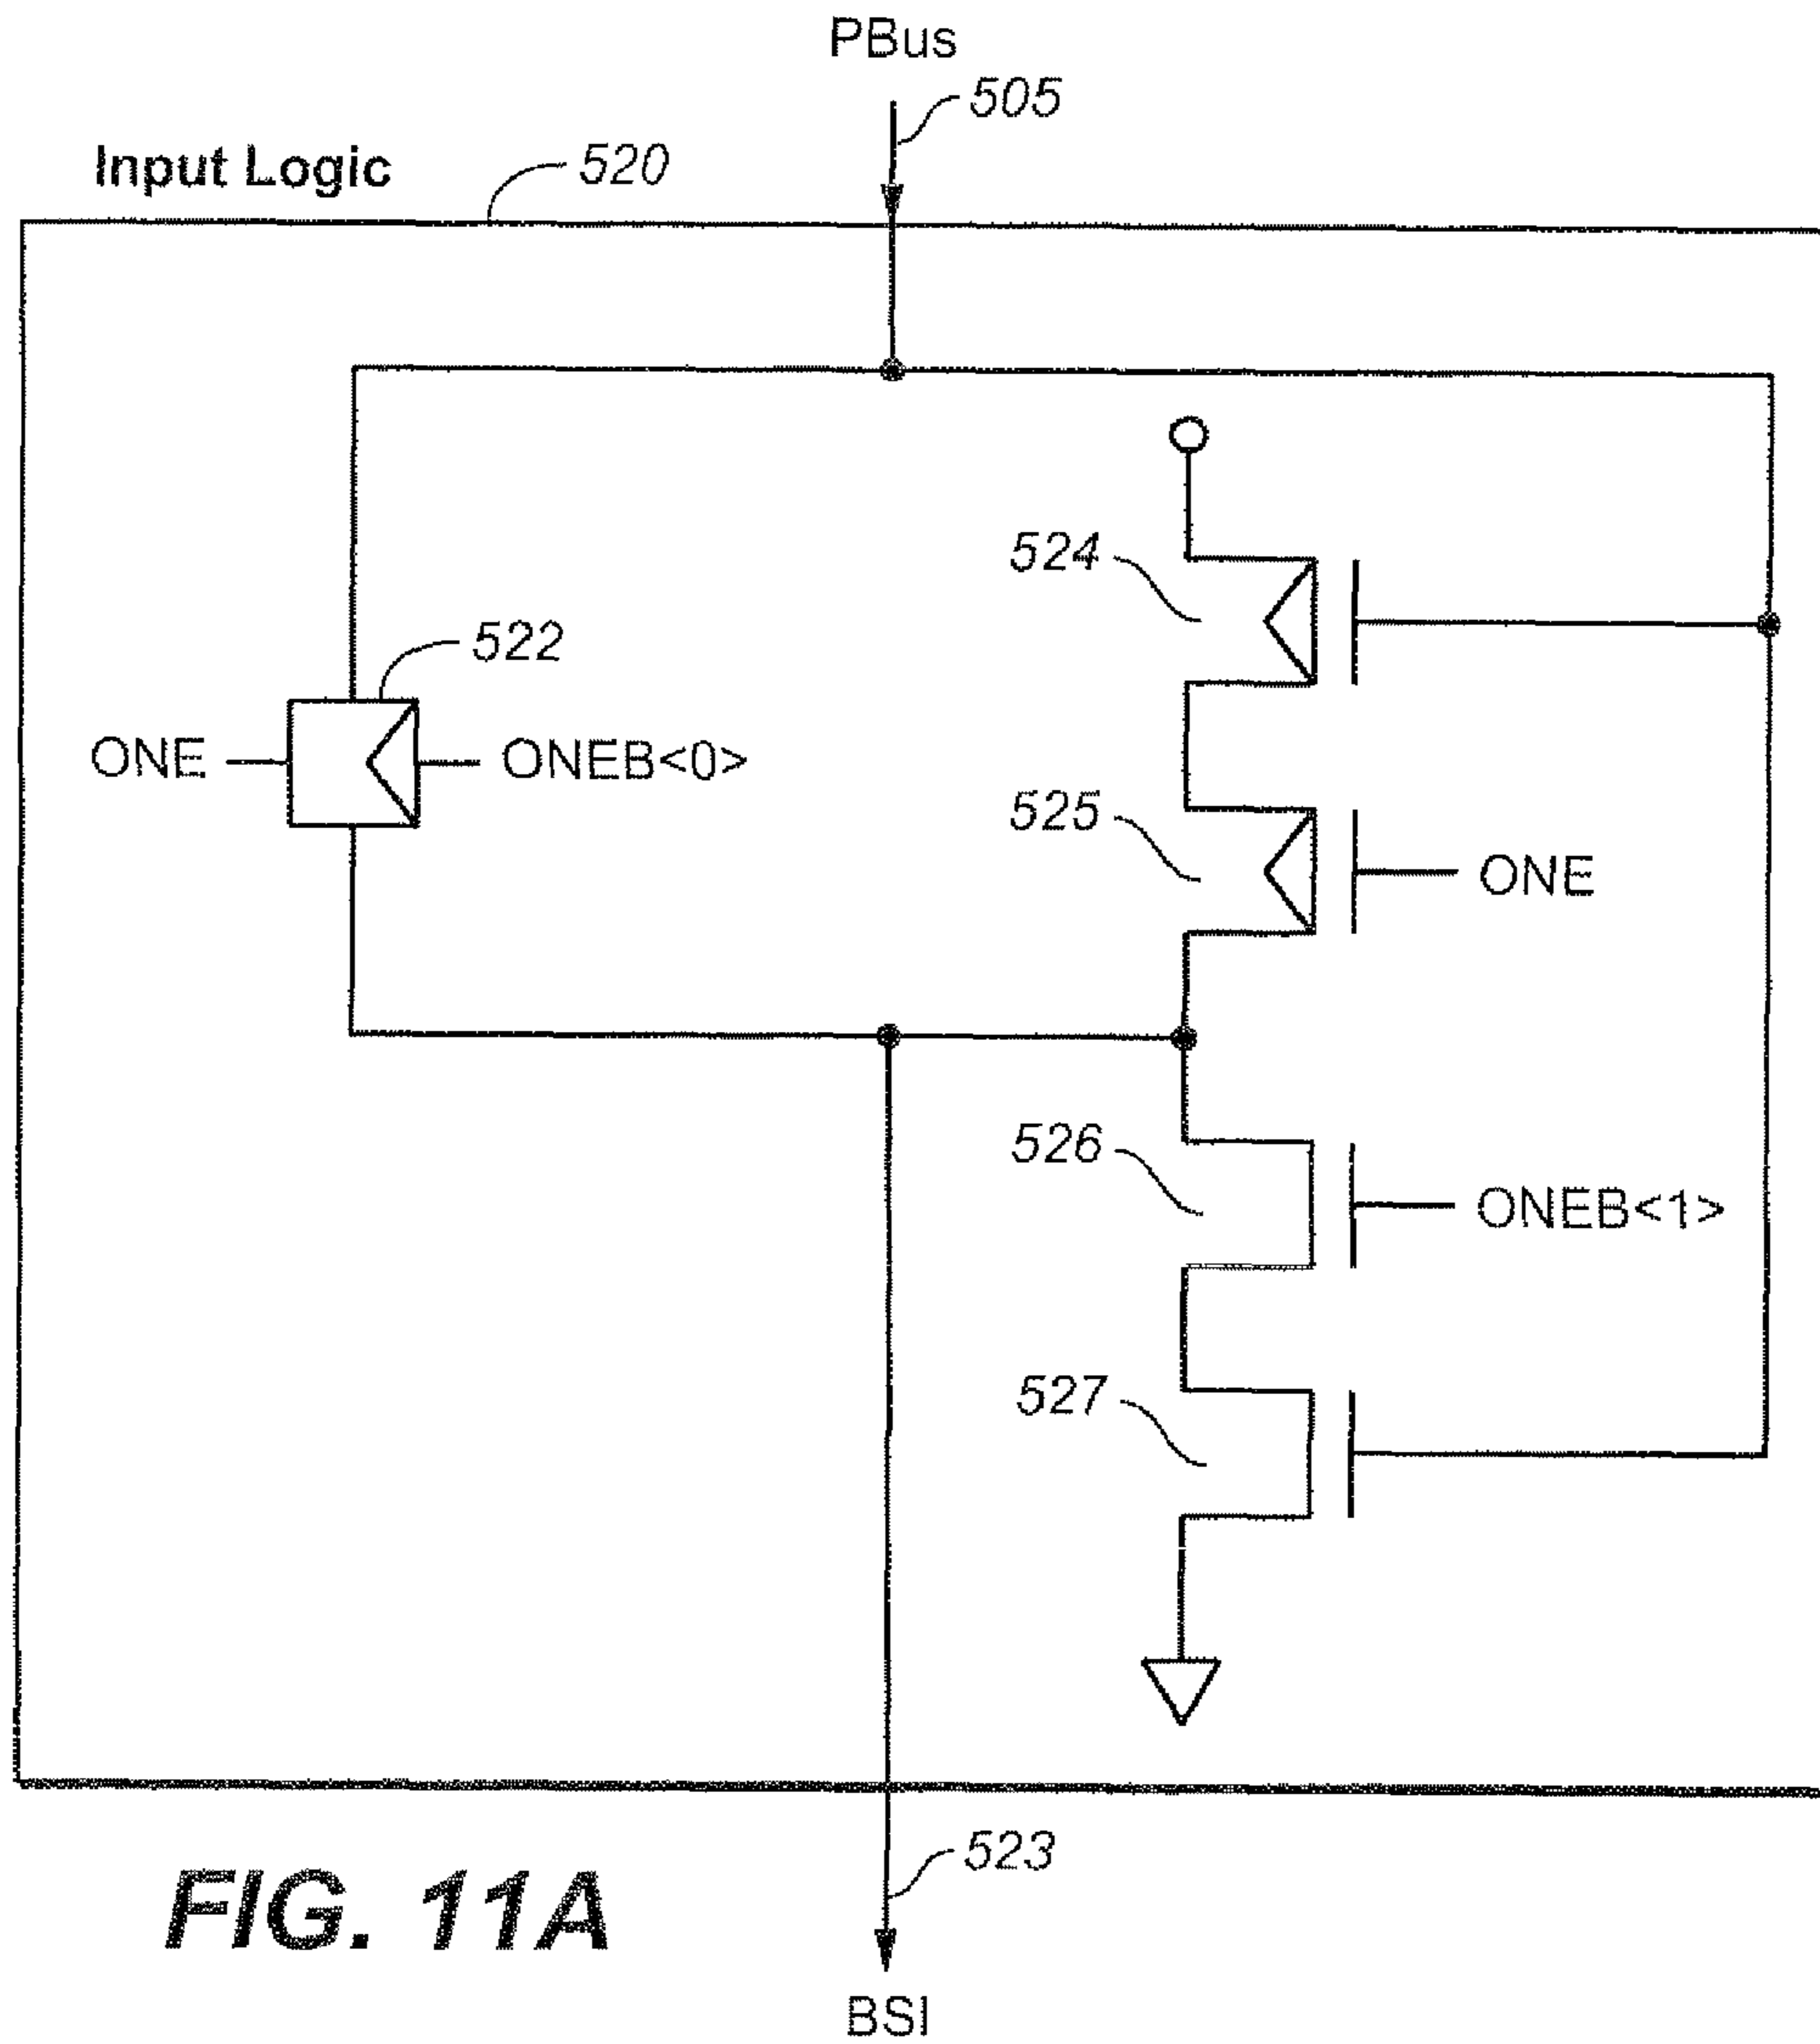 PBus
505
Input Logic 520
524
522
ONE ONEB<0>
525
ONE
526
ONEB<1>
527
523
FIG. 11A
BSI